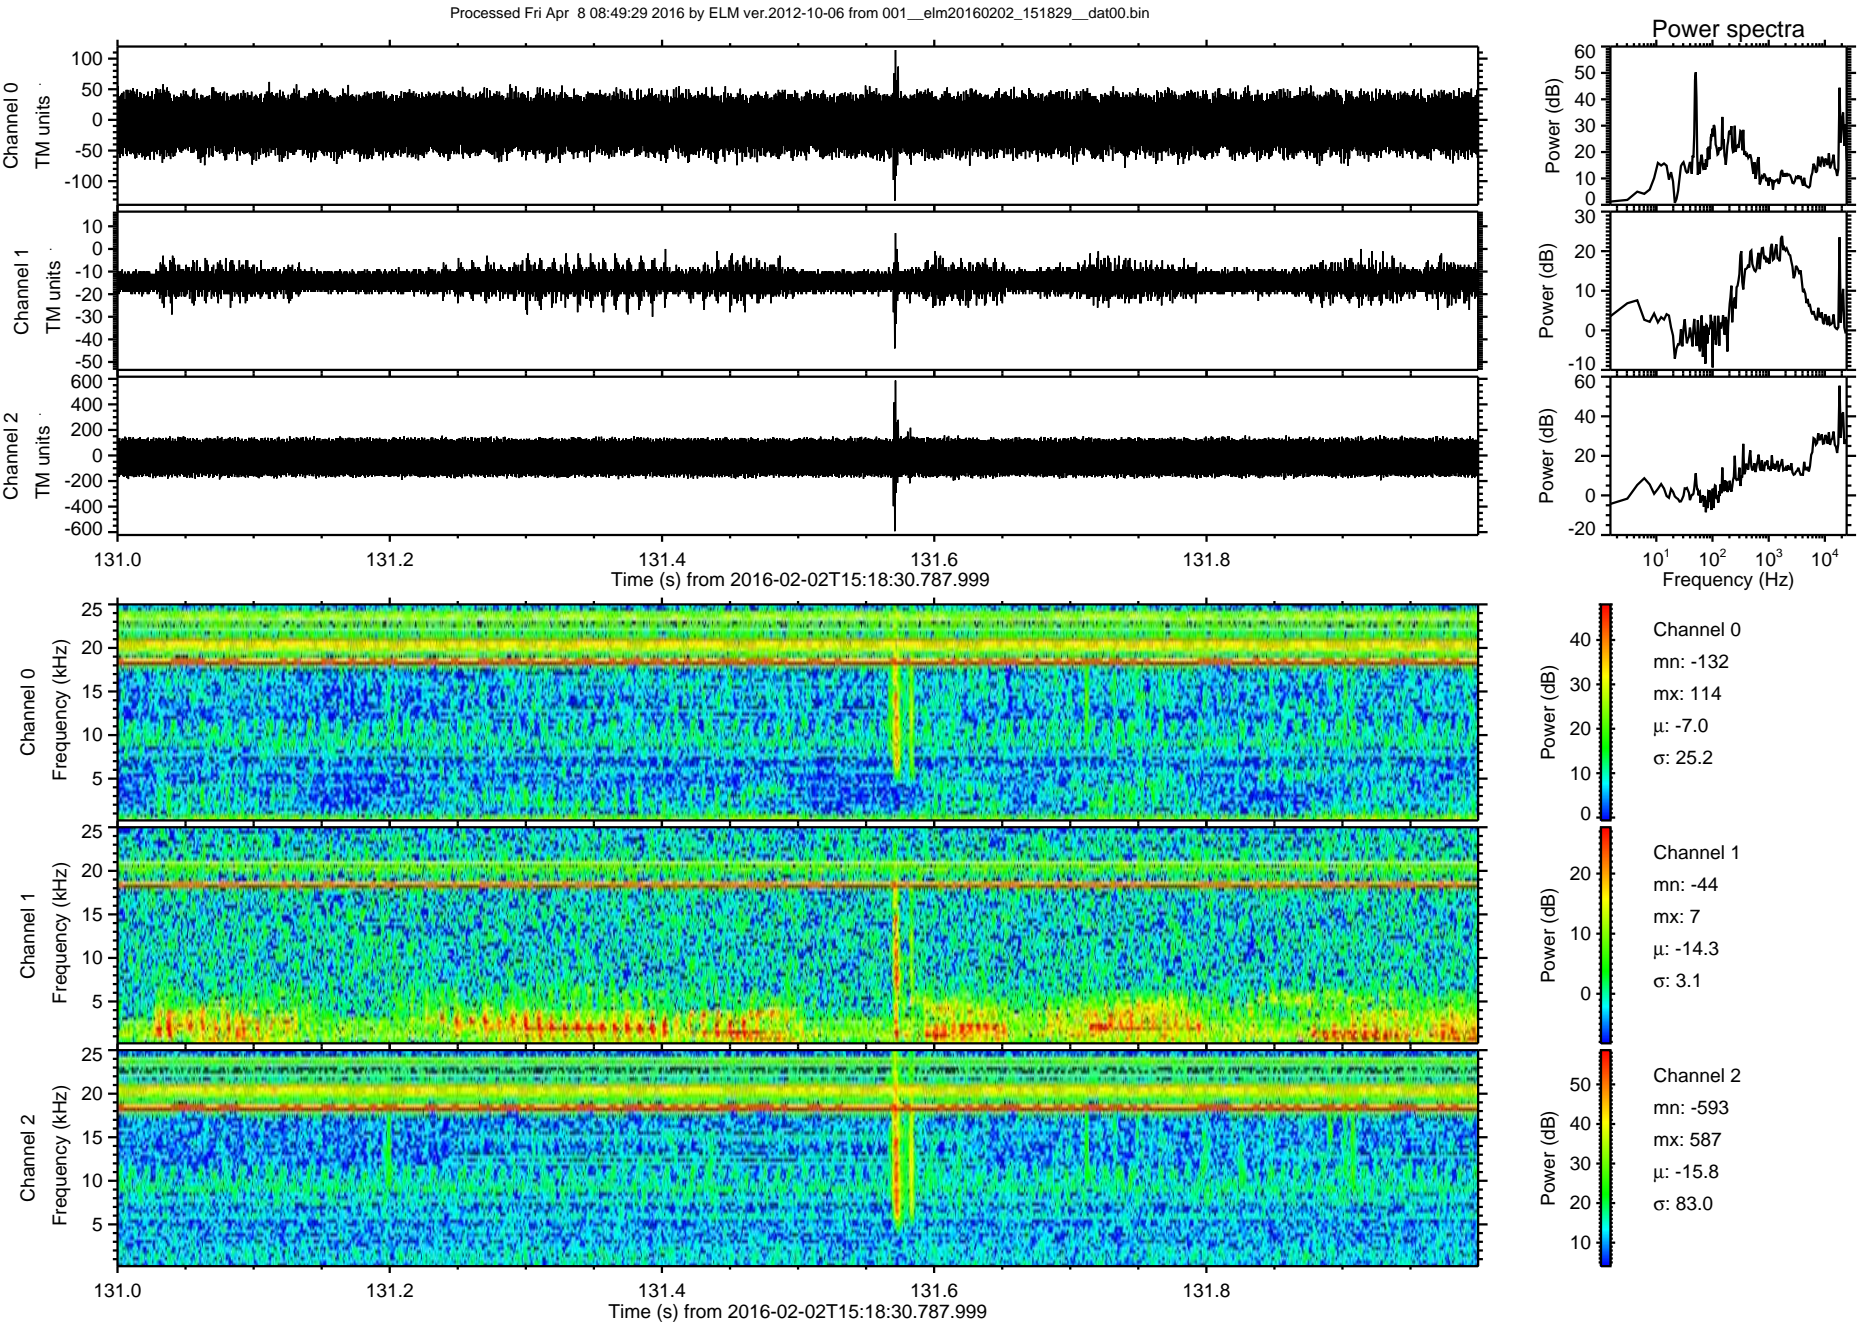 Processed Fri Apr  8 08:49:29 2016 by ELM ver.2012-10-06 from 001__elm20160202_151829__dat00.bin
Power spectra
Channel 0
TM units
100
50
0
-50
-100
Power (dB)
60
50
40
30
20
10
0
Channel 1
TM units
10
0
-10
-20
-30
-40
-50
Power (dB)
30
20
10
0
-10
Channel 2
TM units
600
400
200
0
-200
-400
-600
Power (dB)
60
40
20
0
-20
131.0 131.2 131.4 131.6 131.8
Time (s) from 2016-02-02T15:18:30.787.999
10¹ 10² 10³ 10⁴
Frequency (Hz)
Channel 0
Frequency (kHz)
25
20
15
10
5
Power (dB)
40
30
20
10
0
Channel 0
mn: -132
mx: 114
μ: -7.0
σ: 25.2
Channel 1
Frequency (kHz)
25
20
15
10
5
Power (dB)
20
10
0
Channel 1
mn: -44
mx: 7
μ: -14.3
σ: 3.1
Channel 2
Frequency (kHz)
25
20
15
10
5
Power (dB)
50
40
30
20
10
Channel 2
mn: -593
mx: 587
μ: -15.8
σ: 83.0
131.0 131.2 131.4 131.6 131.8
Time (s) from 2016-02-02T15:18:30.787.999